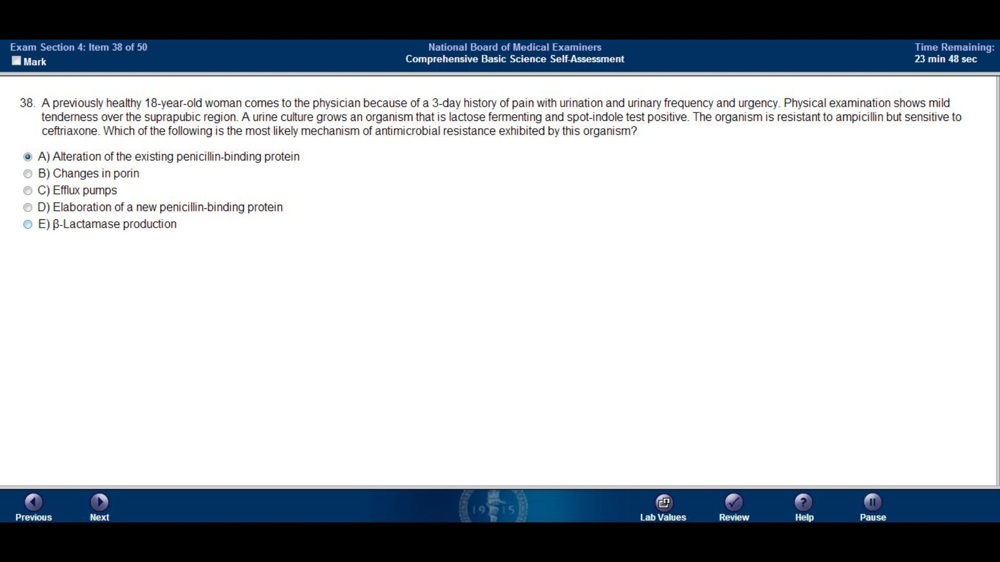 Exam Section 4: Item 38 of 50
Mark
National Board of Medical Examiners
Comprehensive Basic Science Self-Assessment
Time Remaining:
23 min 48 sec
38. A previously healthy 18-year-old woman comes to the physician because of a 3-day history of pain with urination and urinary frequency and urgency. Physical examination shows mild
tenderness over the suprapubic region. A urine culture grows an organism that is lactose fermenting and spot-indole test positive. The organism is resistant to ampicillin but sensitive to
ceftriaxone. Which of the following is the most likely mechanism of antimicrobial resistance exhibited by this organism?
A) Alteration of the existing penicillin-binding protein
B) Changes in porin
C) Efflux pumps
D) Elaboration of a new penicillin-binding protein
E) β-Lactamase production
19 15
Previous
Next
Lab Values
Review
Help
Pause